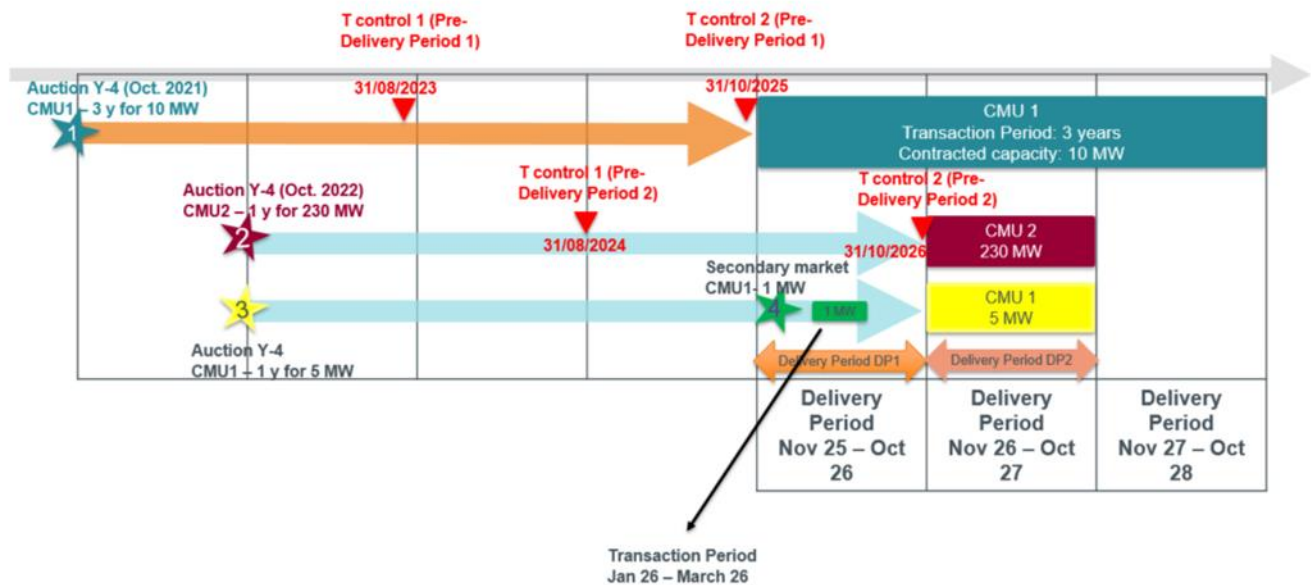 T control 1 (Pre-
Delivery Period 1)
T control 2 (Pre-
Delivery Period 1)
Auction Y-4 (Oct. 2021)
CMU1 – 3 y for 10 MW
1
31/08/2023
31/10/2025
CMU 1
Transaction Period: 3 years
Contracted capacity: 10 MW
Auction Y-4 (Oct. 2022)
CMU2 – 1 y for 230 MW
2
T control 1 (Pre-
Delivery Period 2)
31/08/2024
T control 2 (Pre-
Delivery Period 2)
31/10/2026
CMU 2
230 MW
Secondary market
CMU1- 1 MW
3
4
1 MW
CMU 1
5 MW
Auction Y-4
CMU1 – 1 y for 5 MW
Delivery Period DP1
Delivery Period DP2
Delivery
Period
Nov 25 – Oct
26
Delivery
Period
Nov 26 – Oct
27
Delivery
Period
Nov 27 – Oct
28
Transaction Period
Jan 26 – March 26